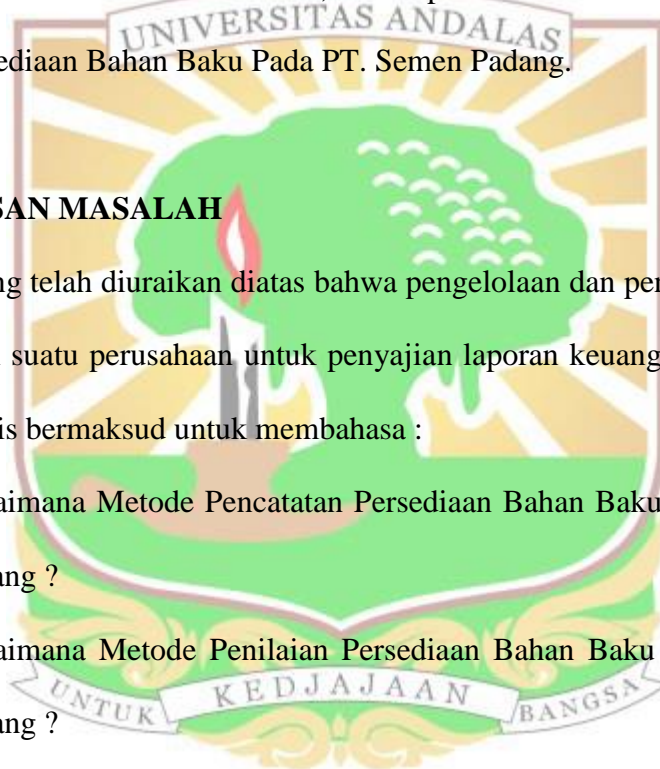 UNIVERSITAS ANDALAS
ediaan Bahan Baku Pada PT. Semen Padang.
SAN MASALAH
ng telah diuraikan diatas bahwa pengelolaan dan per
suatu perusahaan untuk penyajian laporan keuang
is bermaksud untuk membahasa :
aimana Metode Pencatatan Persediaan Bahan Baku
ang ?
aimana Metode Penilaian Persediaan Bahan Baku
ang ?
UNTUK KEDJAJAAN BANGSA